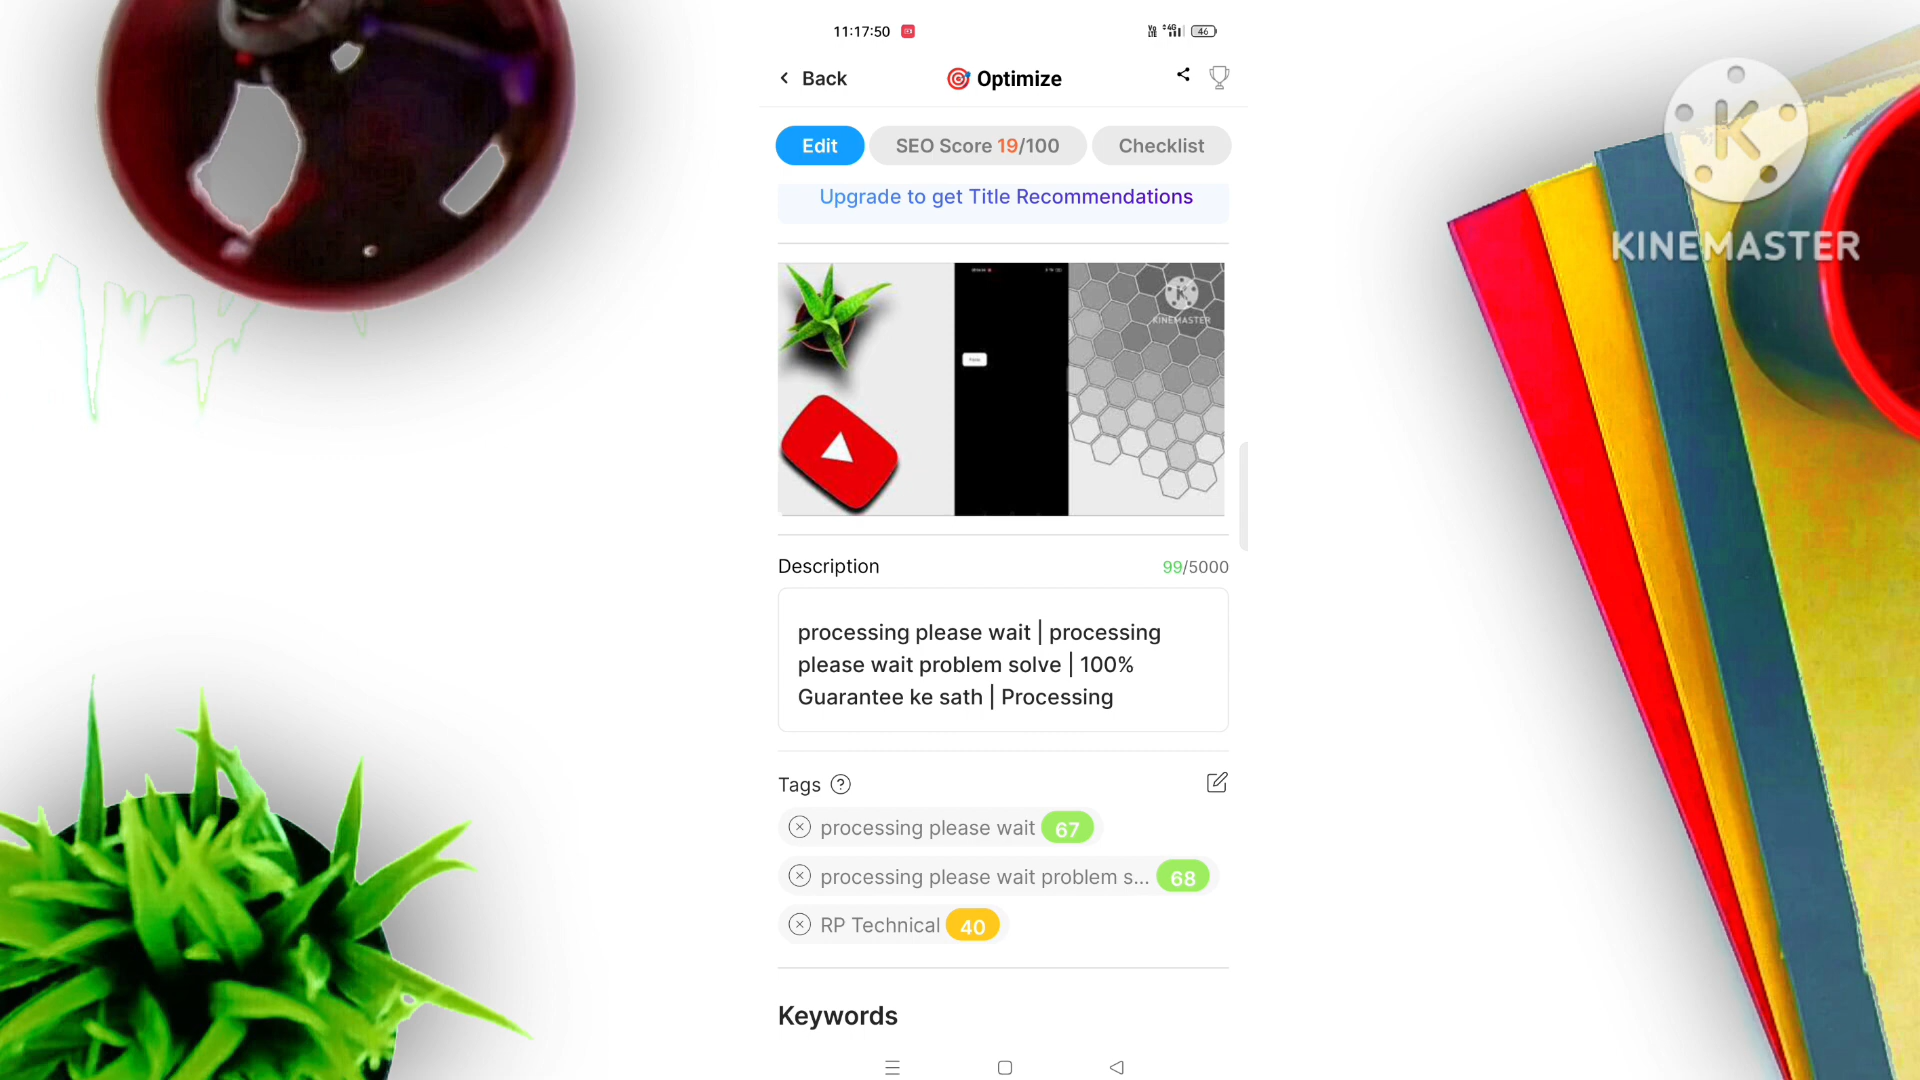 11:17:50
46
Back
Optimize
Edit
SEO Score 19/100
Checklist
Upgrade to get Title Recommendations
KINEMASTER
KINEMASTER
Description
99/5000
processing please wait | processing
please wait problem solve | 100%
Guarantee ke sath | Processing
Tags ?
processing please wait 67
processing please wait problem s... 68
RP Technical 40
Keywords